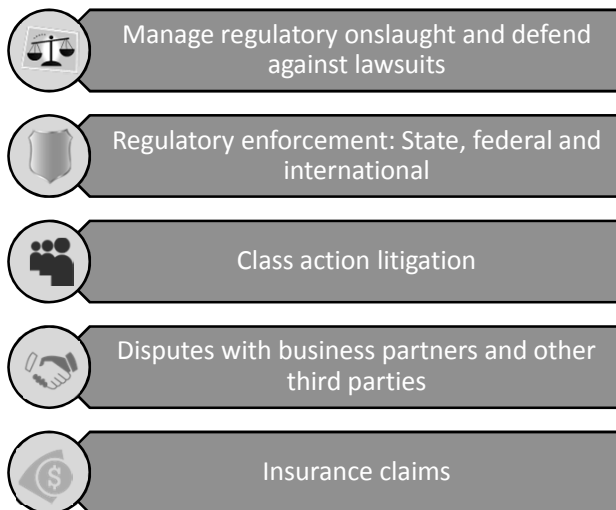 Manage regulatory onslaught and defend
against lawsuits
Regulatory enforcement: State, federal and
international
Class action litigation
Disputes with business partners and other
third parties
$
Insurance claims